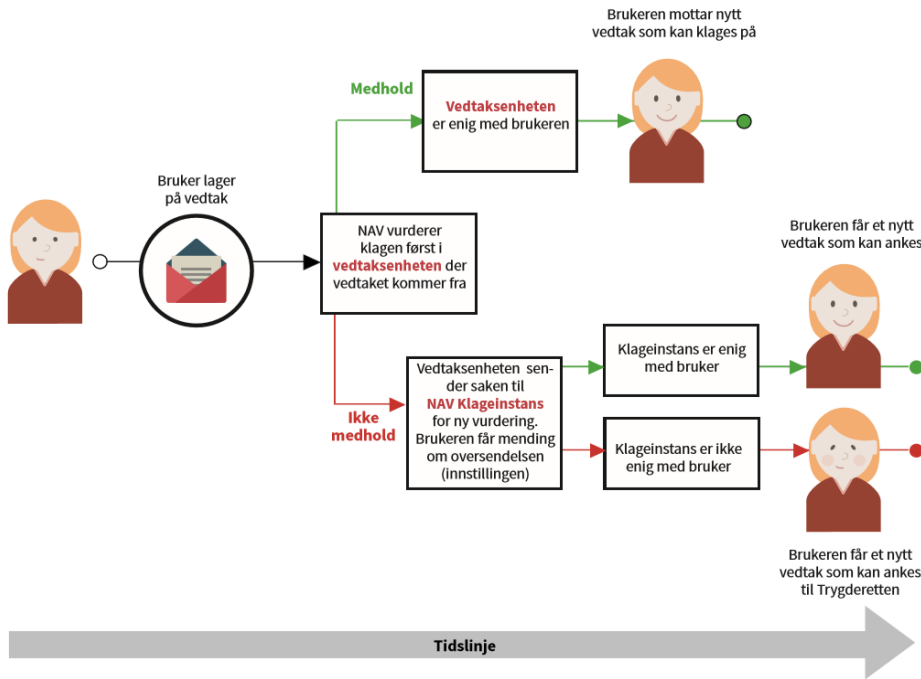 Brukeren mottar nytt
vedtak som kan klages på
Medhold
Vedtaksenheten
er enig med brukeren
Bruker lager
på vedtak
NAV vurderer
klagen først i
vedtaksenheten der
vedtaket kommer fra
Brukeren får et nytt
vedtak som kan ankes
Ikke
medhold
Vedtaksenheten sen-
der saken til
NAV Klageinstans
for ny vurdering.
Brukeren får mending
om oversendelsen
(innstillingen)
Klageinstans er enig
med bruker
Klageinstans er ikke
enig med bruker
Brukeren får et nytt
vedtak som kan ankes
til Trygderetten
Tidslinje